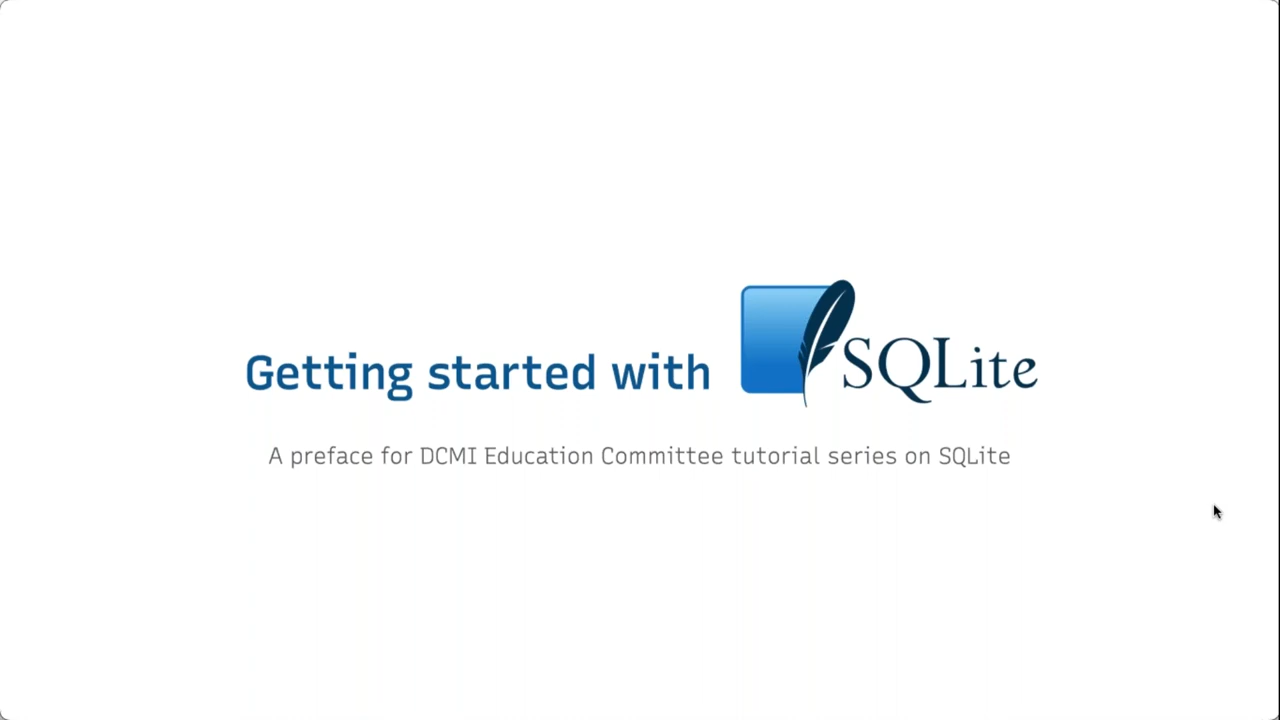 Getting started with SQLite
A preface for DCMI Education Committee tutorial series on SQLite